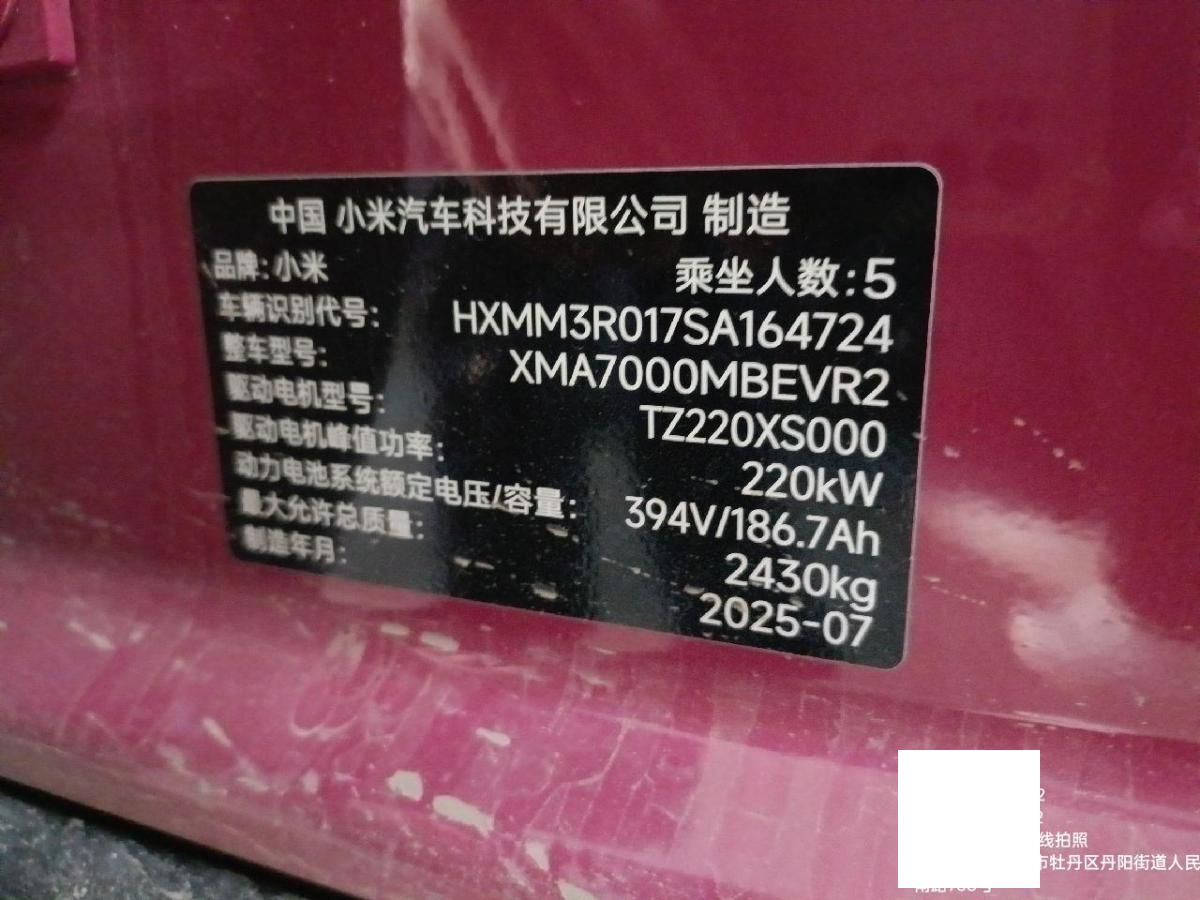 中国 小米汽车科技有限公司 制造
品牌:小米 乘坐人数:5
车辆识别代号: HXMM3R017SA164724
整车型号: XMA7000MBEVR2
驱动电机型号: TZ220XS000
驱动电机峰值功率: 220kW
动力电池系统额定电压/容量: 394V/186.7Ah
最大允许总质量: 2430kg
制造年月: 2025-07
2
2
线拍照
市牡丹区丹阳街道人民